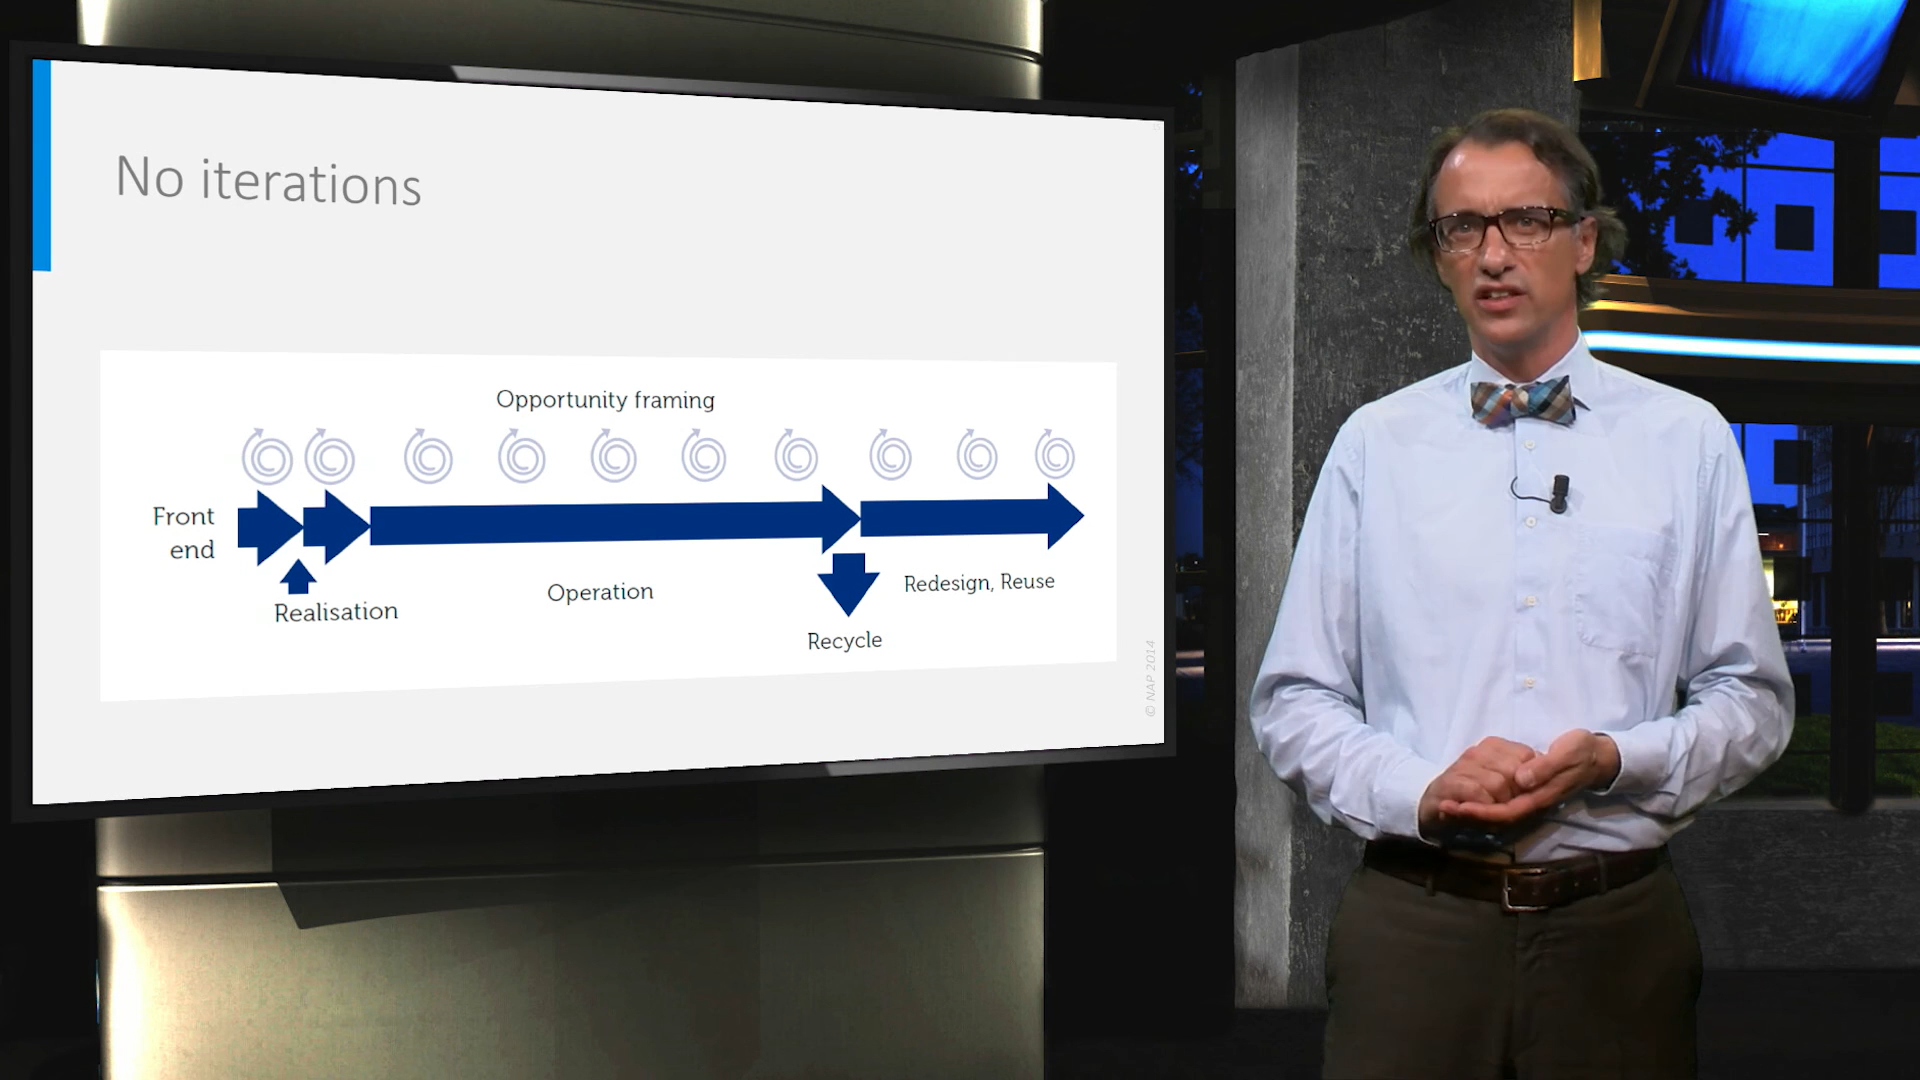 No iterations
Opportunity framing
Front
end
Realisation
Operation
Recycle
Redesign, Reuse
© NAP 2014